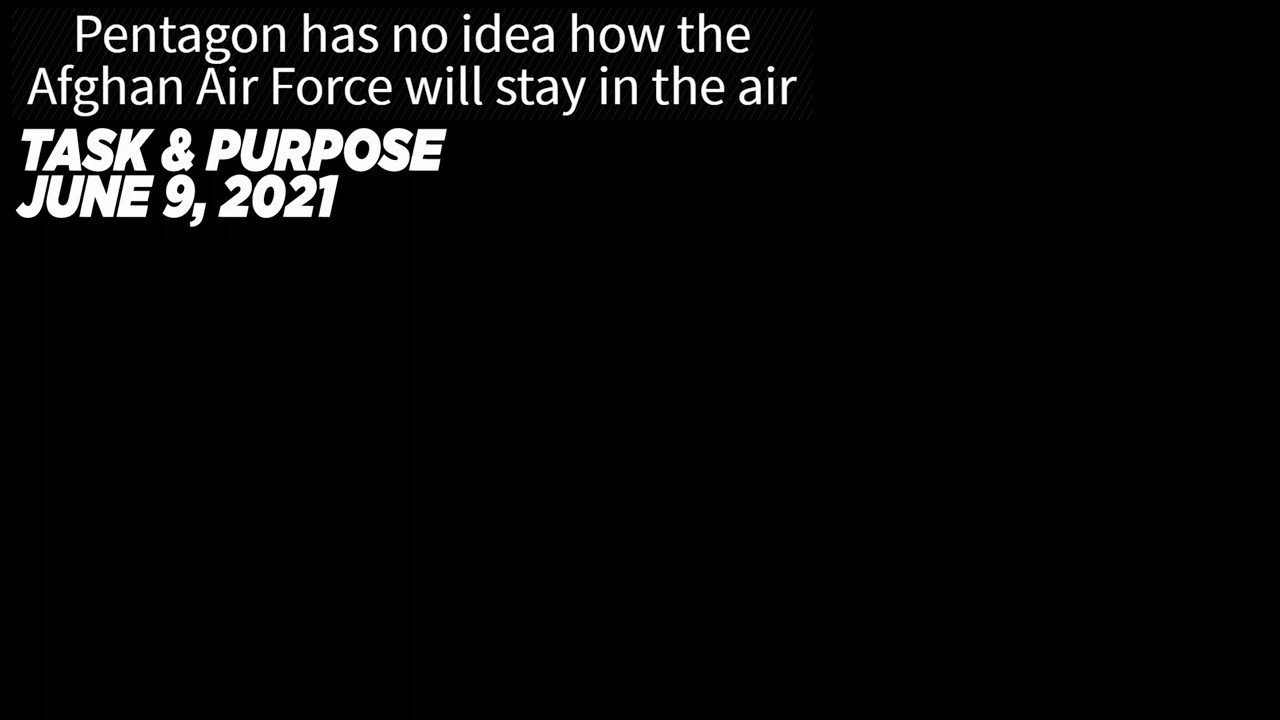 Pentagon has no idea how the
Afghan Air Force will stay in the air
TASK & PURPOSE
JUNE 9, 2021